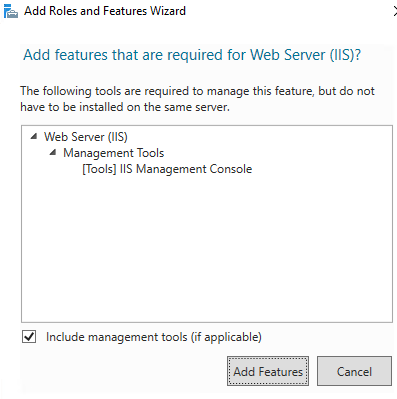 Add Roles and Features Wizard
Add features that are required for Web Server (IIS)?
The following tools are required to manage this feature, but do not
have to be installed on the same server.
Web Server (IIS)
Management Tools
[Tools] IIS Management Console
Include management tools (if applicable)
Add Features
Cancel